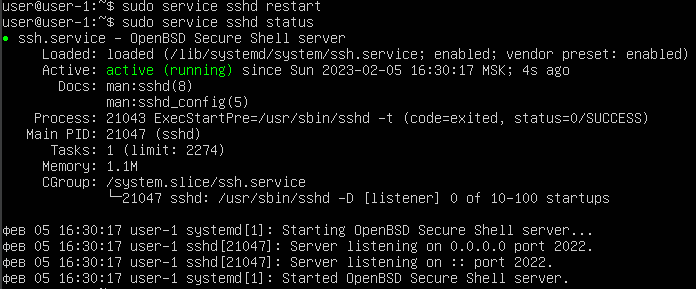 user@user-1:~$ sudo service sshd restart
user@user-1:~$ sudo service sshd status
● ssh.service – OpenBSD Secure Shell server
Loaded: loaded (/lib/systemd/system/ssh.service; enabled; vendor preset: enabled)
Active: active (running) since Sun 2023-02-05 16:30:17 MSK; 4s ago
Docs: man:sshd(8)
man:sshd_config(5)
Process: 21043 ExecStartPre=/usr/sbin/sshd -t (code=exited, status=0/SUCCESS)
Main PID: 21047 (sshd)
Tasks: 1 (limit: 2274)
Memory: 1.1M
CGroup: /system.slice/ssh.service
└─21047 sshd: /usr/sbin/sshd -D [listener] 0 of 10-100 startups
фев 05 16:30:17 user-1 systemd[1]: Starting OpenBSD Secure Shell server...
фев 05 16:30:17 user-1 sshd[21047]: Server listening on 0.0.0.0 port 2022.
фев 05 16:30:17 user-1 sshd[21047]: Server listening on :: port 2022.
фев 05 16:30:17 user-1 systemd[1]: Started OpenBSD Secure Shell server.